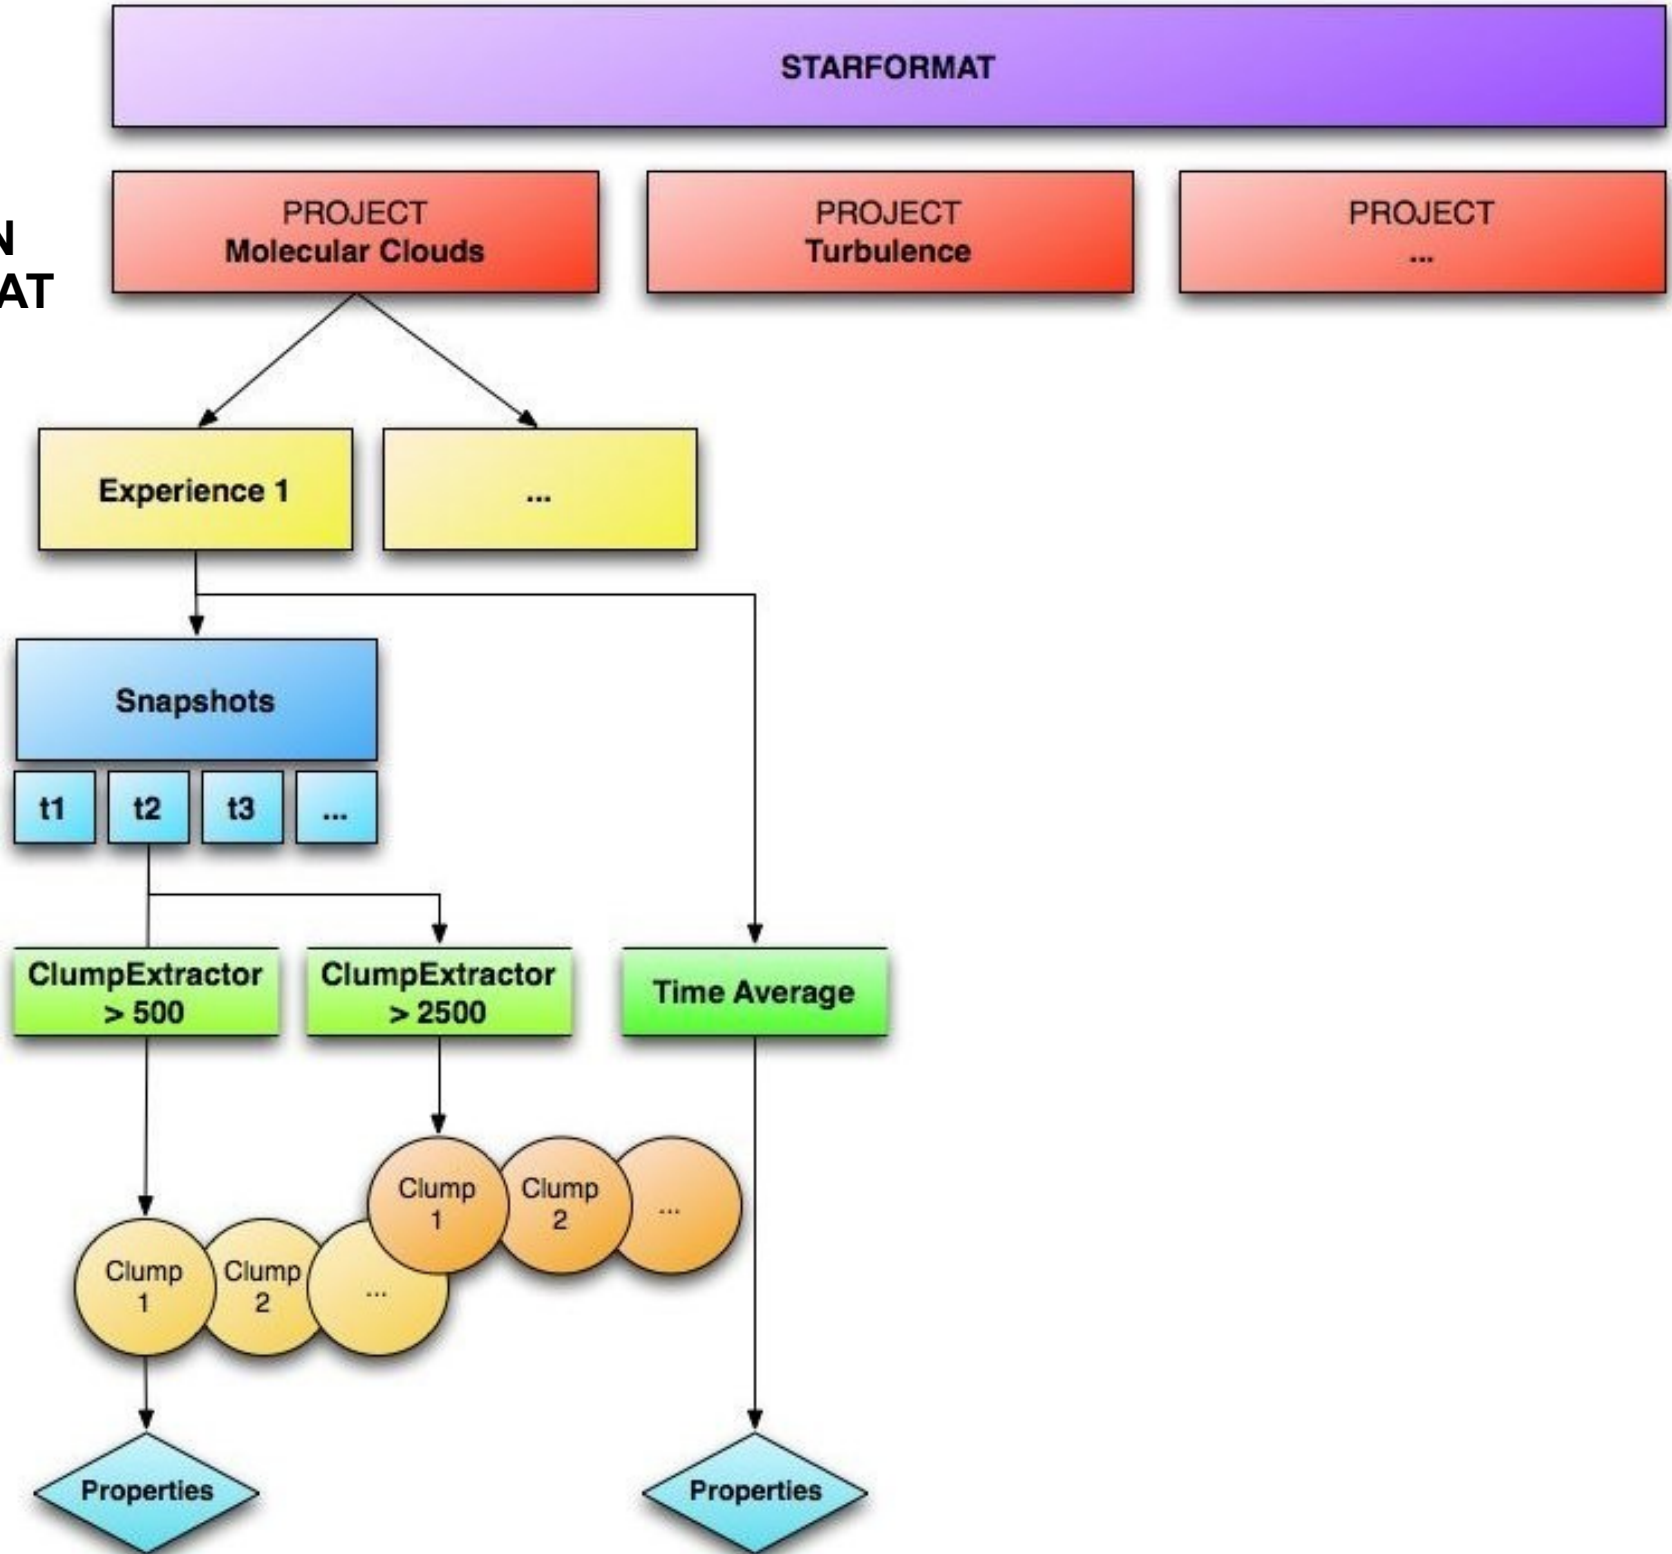 STARFORMAT
PROJECT
Molecular Clouds
PROJECT
Turbulence
PROJECT
...
N
AT
Experience 1
...
Snapshots
t1
t2
t3
...
ClumpExtractor
> 500
ClumpExtractor
> 2500
Time Average
Clump
1
Clump
2
...
Clump
1
Clump
2
...
Properties
Properties